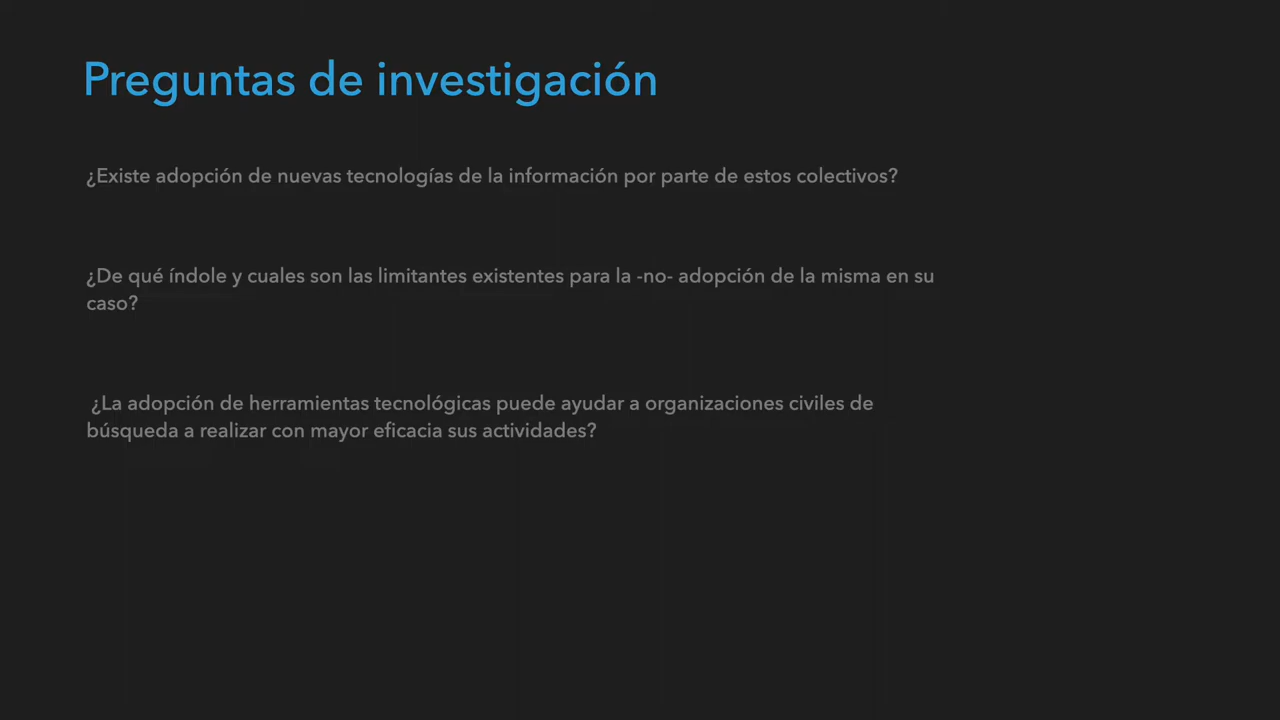 Preguntas de investigación
¿Existe adopción de nuevas tecnologías de la información por parte de estos colectivos?
¿De qué índole y cuales son las limitantes existentes para la -no- adopción de la misma en su
caso?
¿La adopción de herramientas tecnológicas puede ayudar a organizaciones civiles de
búsqueda a realizar con mayor eficacia sus actividades?